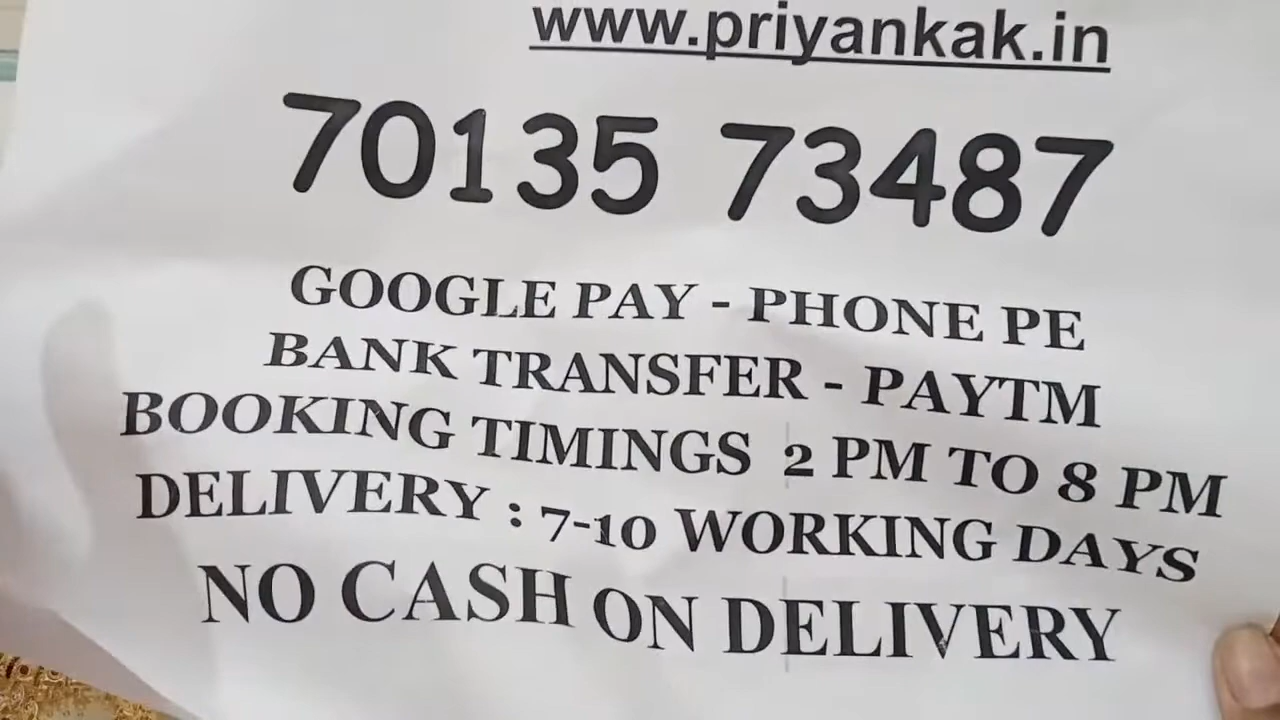 www.priyankak.in
70135 73487
GOOGLE PAY - PHONE PE
BANK TRANSFER - PAYTM
BOOKING TIMINGS 2 PM TO 8 PM
DELIVERY : 7-10 WORKING DAYS
NO CASH ON DELIVERY